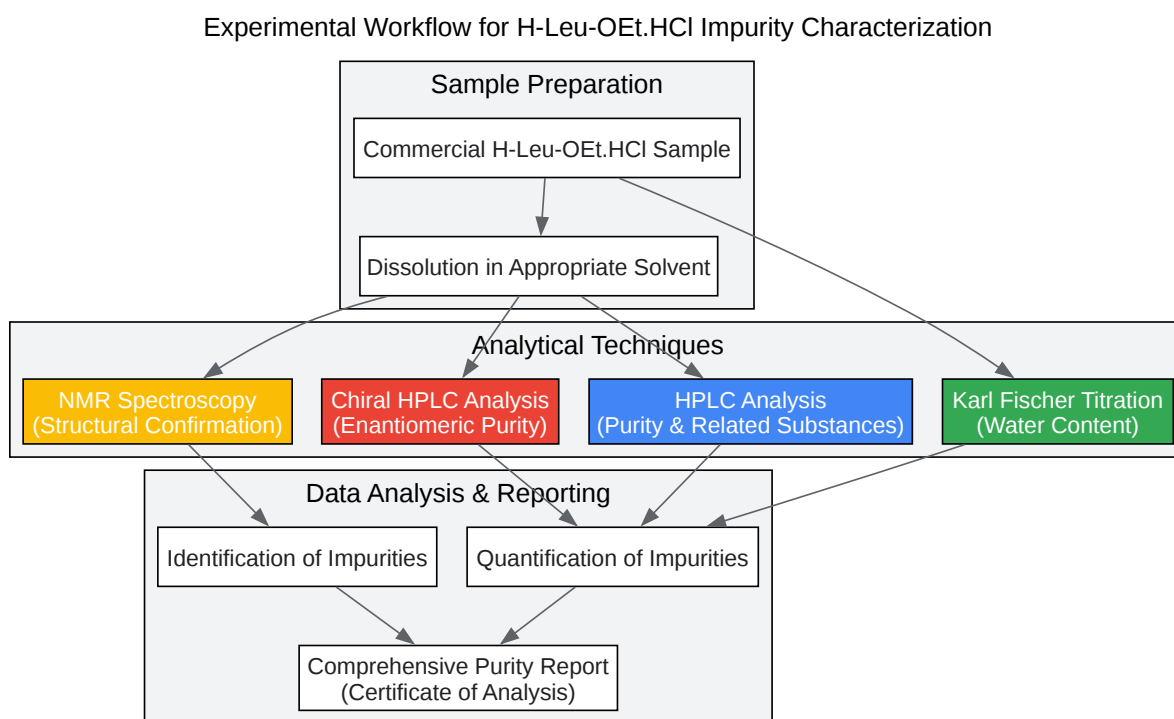 Experimental Workflow for H-Leu-OEt.HCl Impurity Characterization
Sample Preparation
Commercial H-Leu-OEt.HCl Sample
Dissolution in Appropriate Solvent
Analytical Techniques
NMR Spectroscopy
(Structural Confirmation)
Chiral HPLC Analysis
(Enantiomeric Purity)
HPLC Analysis
(Purity & Related Substances)
Karl Fischer Titration
(Water Content)
Data Analysis & Reporting
Identification of Impurities
Quantification of Impurities
Comprehensive Purity Report
(Certificate of Analysis)